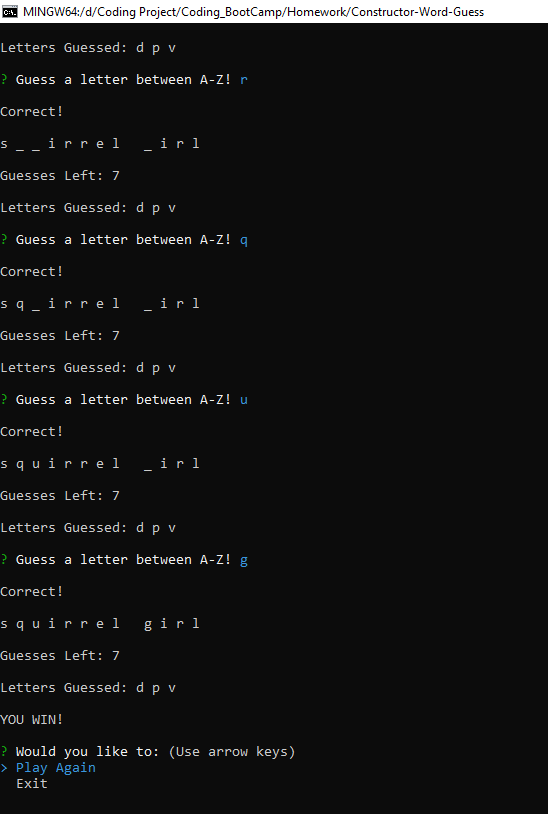 MINGW64:/d/Coding Project/Coding_BootCamp/Homework/Constructor-Word-Guess
Letters Guessed: d p v
? Guess a letter between A-Z! r
Correct!
s _ _ i r r e l   _ i r l
Guesses Left: 7
Letters Guessed: d p v
? Guess a letter between A-Z! q
Correct!
s q _ i r r e l   _ i r l
Guesses Left: 7
Letters Guessed: d p v
? Guess a letter between A-Z! u
Correct!
s q u i r r e l   _ i r l
Guesses Left: 7
Letters Guessed: d p v
? Guess a letter between A-Z! g
Correct!
s q u i r r e l   g i r l
Guesses Left: 7
Letters Guessed: d p v
YOU WIN!
? Would you like to: (Use arrow keys)
> Play Again
Exit